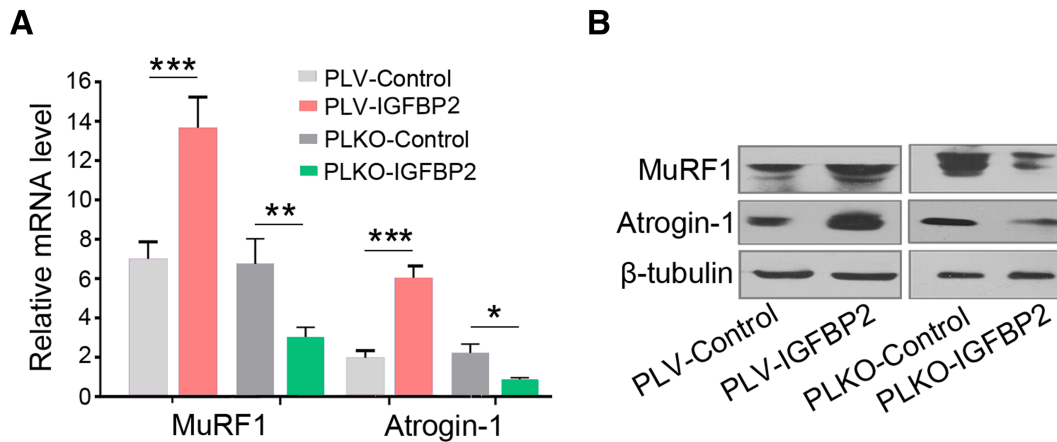 A
Relative mRNA level
16
14
12
10
8
6
4
2
0
***
**
***
*
PLV-Control
PLV-IGFBP2
PLKO-Control
PLKO-IGFBP2
MuRF1
Atrogin-1
B
MuRF1
Atrogin-1
β-tubulin
PLV-Control
PLV-IGFBP2
PLKO-Control
PLKO-IGFBP2